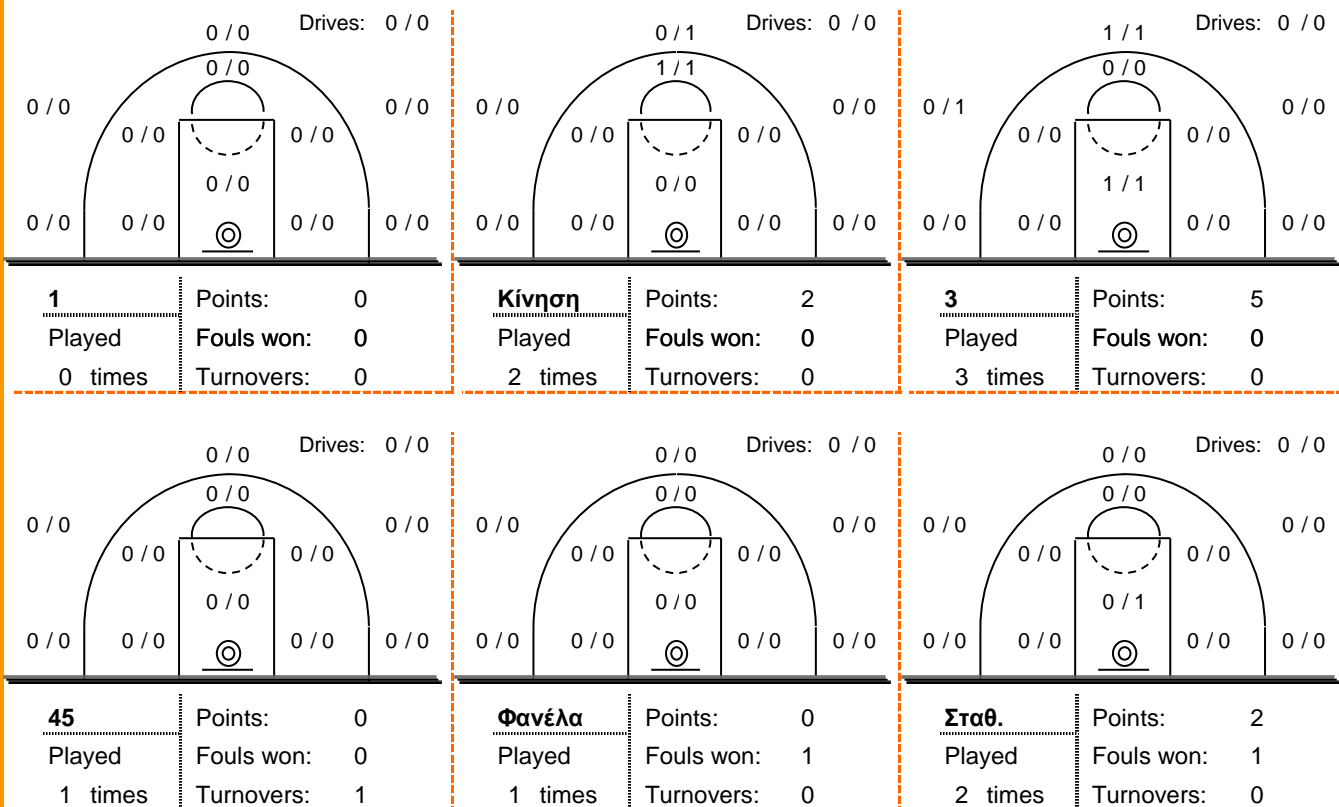 0 / 0 Drives: 0 / 0
0 / 0
0 / 0 0 / 0
0 / 0 0 / 0
0 / 0
0 / 0 0 / 0 0 / 0 0 / 0
1 Points: 0
Played Fouls won: 0
0 times Turnovers: 0
0 / 1 Drives: 0 / 0
1 / 1
0 / 0 0 / 0
0 / 0 0 / 0
0 / 0
0 / 0 0 / 0 0 / 0 0 / 0
Κίνηση Points: 2
Played Fouls won: 0
2 times Turnovers: 0
1 / 1 Drives: 0 / 0
0 / 0
0 / 1 0 / 0
0 / 0 0 / 0
1 / 1
0 / 0 0 / 0 0 / 0 0 / 0
3 Points: 5
Played Fouls won: 0
3 times Turnovers: 0
0 / 0 Drives: 0 / 0
0 / 0
0 / 0 0 / 0
0 / 0 0 / 0
0 / 0
0 / 0 0 / 0 0 / 0 0 / 0
45 Points: 0
Played Fouls won: 0
1 times Turnovers: 1
0 / 0 Drives: 0 / 0
0 / 0
0 / 0 0 / 0
0 / 0 0 / 0
0 / 0
0 / 0 0 / 0 0 / 0 0 / 0
Φανέλα Points: 0
Played Fouls won: 1
1 times Turnovers: 0
0 / 0 Drives: 0 / 0
0 / 0
0 / 0 0 / 0
0 / 0 0 / 0
0 / 1
0 / 0 0 / 0 0 / 0 0 / 0
Σταθ. Points: 2
Played Fouls won: 1
2 times Turnovers: 0